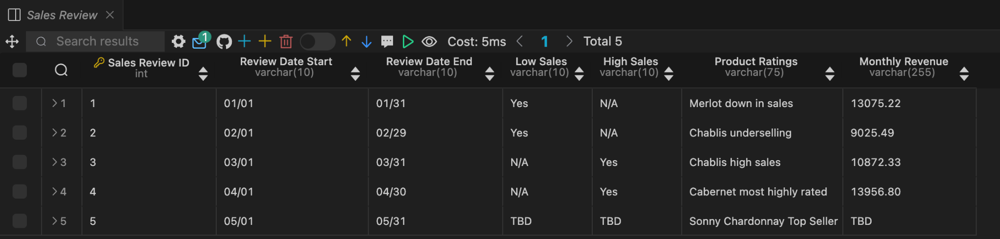 Sales Review
Search results 1 Cost: 5ms 1 Total 5
Sales Review ID Review Date Start Review Date End Low Sales High Sales Product Ratings Monthly Revenue
int varchar(10) varchar(10) varchar(10) varchar(10) varchar(75) varchar(255)
1 1 01/01 01/31 Yes N/A Merlot down in sales 13075.22
2 2 02/01 02/29 Yes N/A Chablis underselling 9025.49
3 3 03/01 03/31 N/A Yes Chablis high sales 10872.33
4 4 04/01 04/30 N/A Yes Cabernet most highly rated 13956.80
5 5 05/01 05/31 TBD TBD Sonny Chardonnay Top Seller TBD